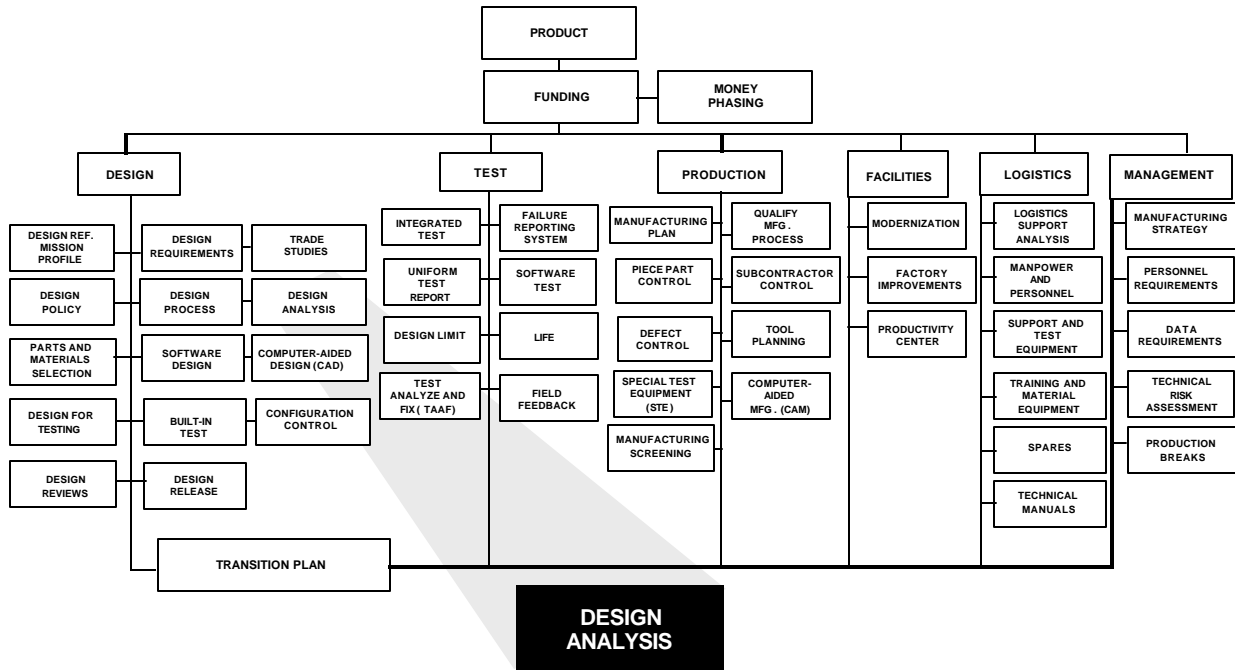 PRODUCT
FUNDING
MONEY
PHASING
DESIGN
TEST
PRODUCTION
FACILITIES
LOGISTICS
MANAGEMENT
DESIGN REF.
MISSION
PROFILE
DESIGN
REQUIREMENTS
TRADE
STUDIES
DESIGN
POLICY
DESIGN
PROCESS
DESIGN
ANALYSIS
PARTS AND
MATERIALS
SELECTION
SOFTWARE
DESIGN
COMPUTER-AIDED
DESIGN (CAD)
DESIGN FOR
TESTING
BUILT-IN
TEST
CONFIGURATION
CONTROL
DESIGN
REVIEWS
DESIGN
RELEASE
INTEGRATED
TEST
FAILURE
REPORTING
SYSTEM
UNIFORM
TEST
REPORT
SOFTWARE
TEST
DESIGN LIMIT
LIFE
TEST
ANALYZE AND
FIX ( TAAF)
FIELD
FEEDBACK
MANUFACTURING
PLAN
QUALIFY
MFG . PROCESS
PIECE PART
CONTROL
SUBCONTRACTOR
CONTROL
DEFECT
CONTROL
TOOL
PLANNING
SPECIAL TEST
EQUIPMENT
(STE)
COMPUTER-
AIDED
MFG . (CAM)
MANUFACTURING
SCREENING
MODERNIZATION
FACTORY
IMPROVEMENTS
PRODUCTIVITY
CENTER
LOGISTICS
SUPPORT
ANALYSIS
MANPOWER
AND
PERSONNEL
SUPPORT AND
TEST
EQUIPMENT
TRAINING AND
MATERIAL
EQUIPMENT
SPARES
TECHNICAL
MANUALS
MANUFACTURING
STRATEGY
PERSONNEL
REQUIREMENTS
DATA
REQUIREMENTS
TECHNICAL
RISK
ASSESSMENT
PRODUCTION
BREAKS
TRANSITION PLAN
DESIGN
ANALYSIS